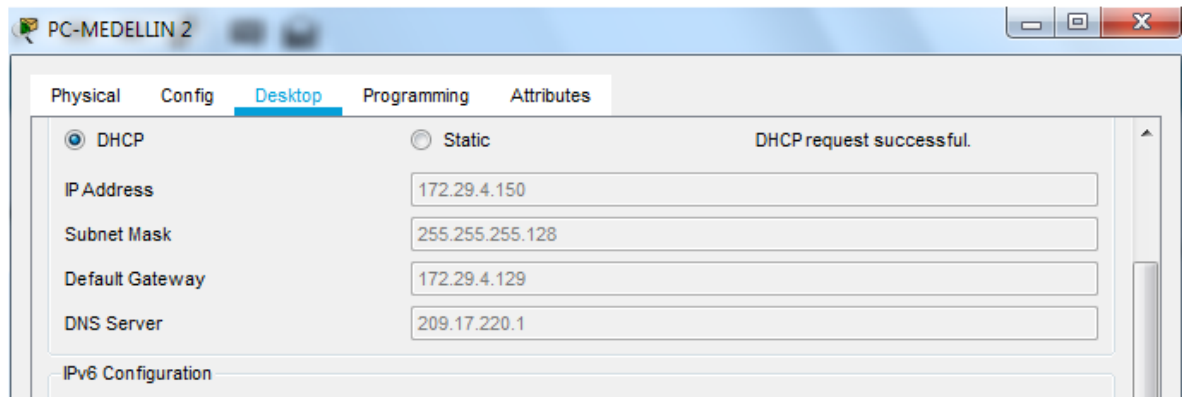 PC-MEDELLIN 2
Physical Config Desktop Programming Attributes
DHCP Static DHCP request successful.
IP Address 172.29.4.150
Subnet Mask 255.255.255.128
Default Gateway 172.29.4.129
DNS Server 209.17.220.1
IPv6 Configuration